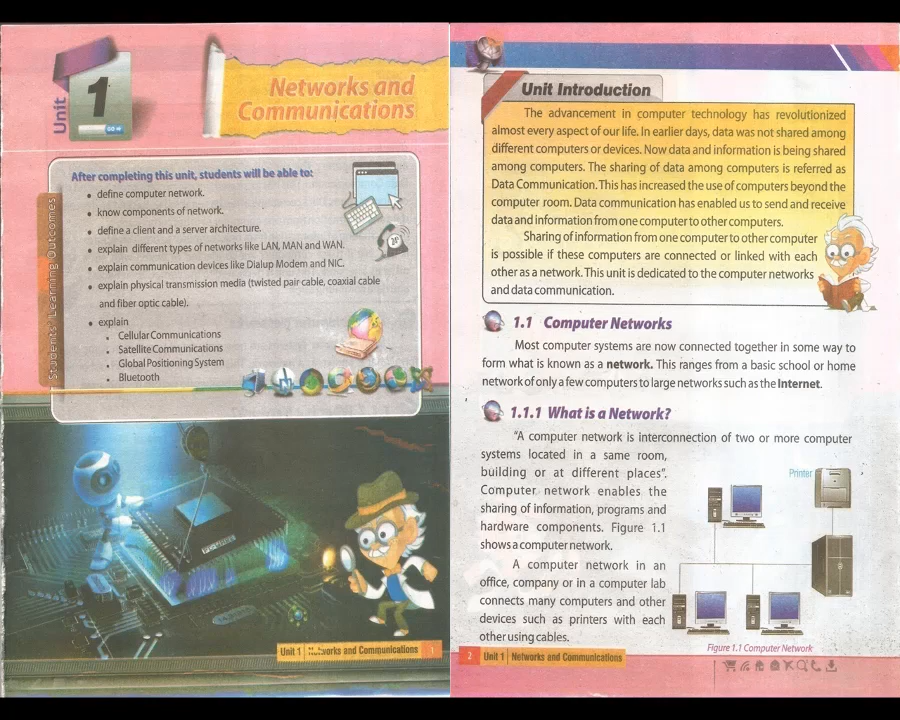 Unit
1
GO
Networks and
Communications
Students' Learning Outcomes
After completing this unit, students will be able to:
• define computer network.
• know components of network.
• define a client and a server architecture.
• explain different types of networks like LAN, MAN and WAN.
• explain communication devices like Dialup Modem and NIC.
• explain physical transmission media (twisted pair cable, coaxial cable
and fiber optic cable).
• explain
• Cellular Communications
• Satellite Communications
• Global Positioning System
• Bluetooth
Unit 1 | Networks and Communications 1
Unit Introduction
The advancement in computer technology has revolutionized
almost every aspect of our life. In earlier days, data was not shared among
different computers or devices. Now data and information is being shared
among computers. The sharing of data among computers is referred as
Data Communication. This has increased the use of computers beyond the
computer room. Data communication has enabled us to send and receive
data and information from one computer to other computers.
Sharing of information from one computer to other computer
is possible if these computers are connected or linked with each
other as a network. This unit is dedicated to the computer networks
and data communication.
1.1 Computer Networks
Most computer systems are now connected together in some way to
form what is known as a network. This ranges from a basic school or home
network of only a few computers to large networks such as the Internet.
1.1.1 What is a Network?
"A computer network is interconnection of two or more computer
systems located in a same room,
building or at different places".
Computer network enables the
sharing of information, programs and
hardware components. Figure 1.1
shows a computer network.
A computer network in an
office, company or in a computer lab
connects many computers and other
devices such as printers with each
other using cables.
Printer
Figure 1.1 Computer Network
2 Unit 1 | Networks and Communications